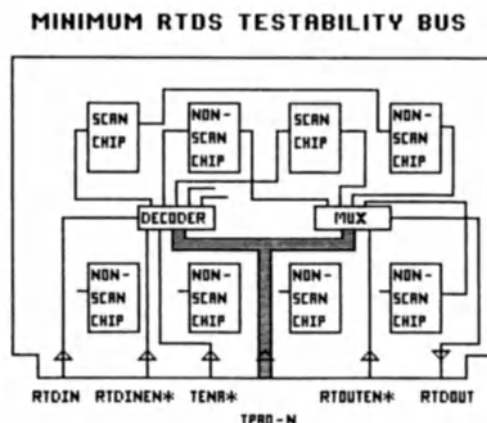 MINIMUM RTDS TESTABILITY BUS
SCAN
CHIP
NON-
SCAN
CHIP
SCAN
CHIP
NON-
SCAN
CHIP
DECODER
MUX
NON-
SCAN
CHIP
NON-
SCAN
CHIP
NON-
SCAN
CHIP
NON-
SCAN
CHIP
RTDIN RTDINEN* TENA* RTOUTEN* RTDOUT
TPAD-N